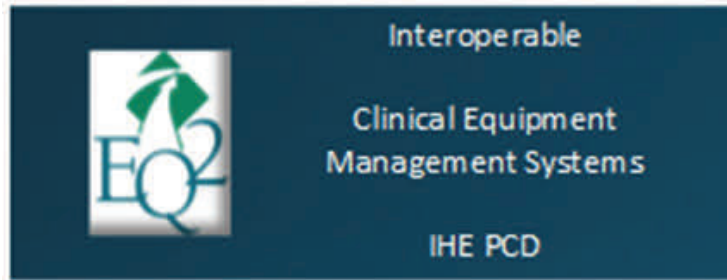 EQ2
Interoperable
Clinical Equipment
Management Systems
IHE PCD